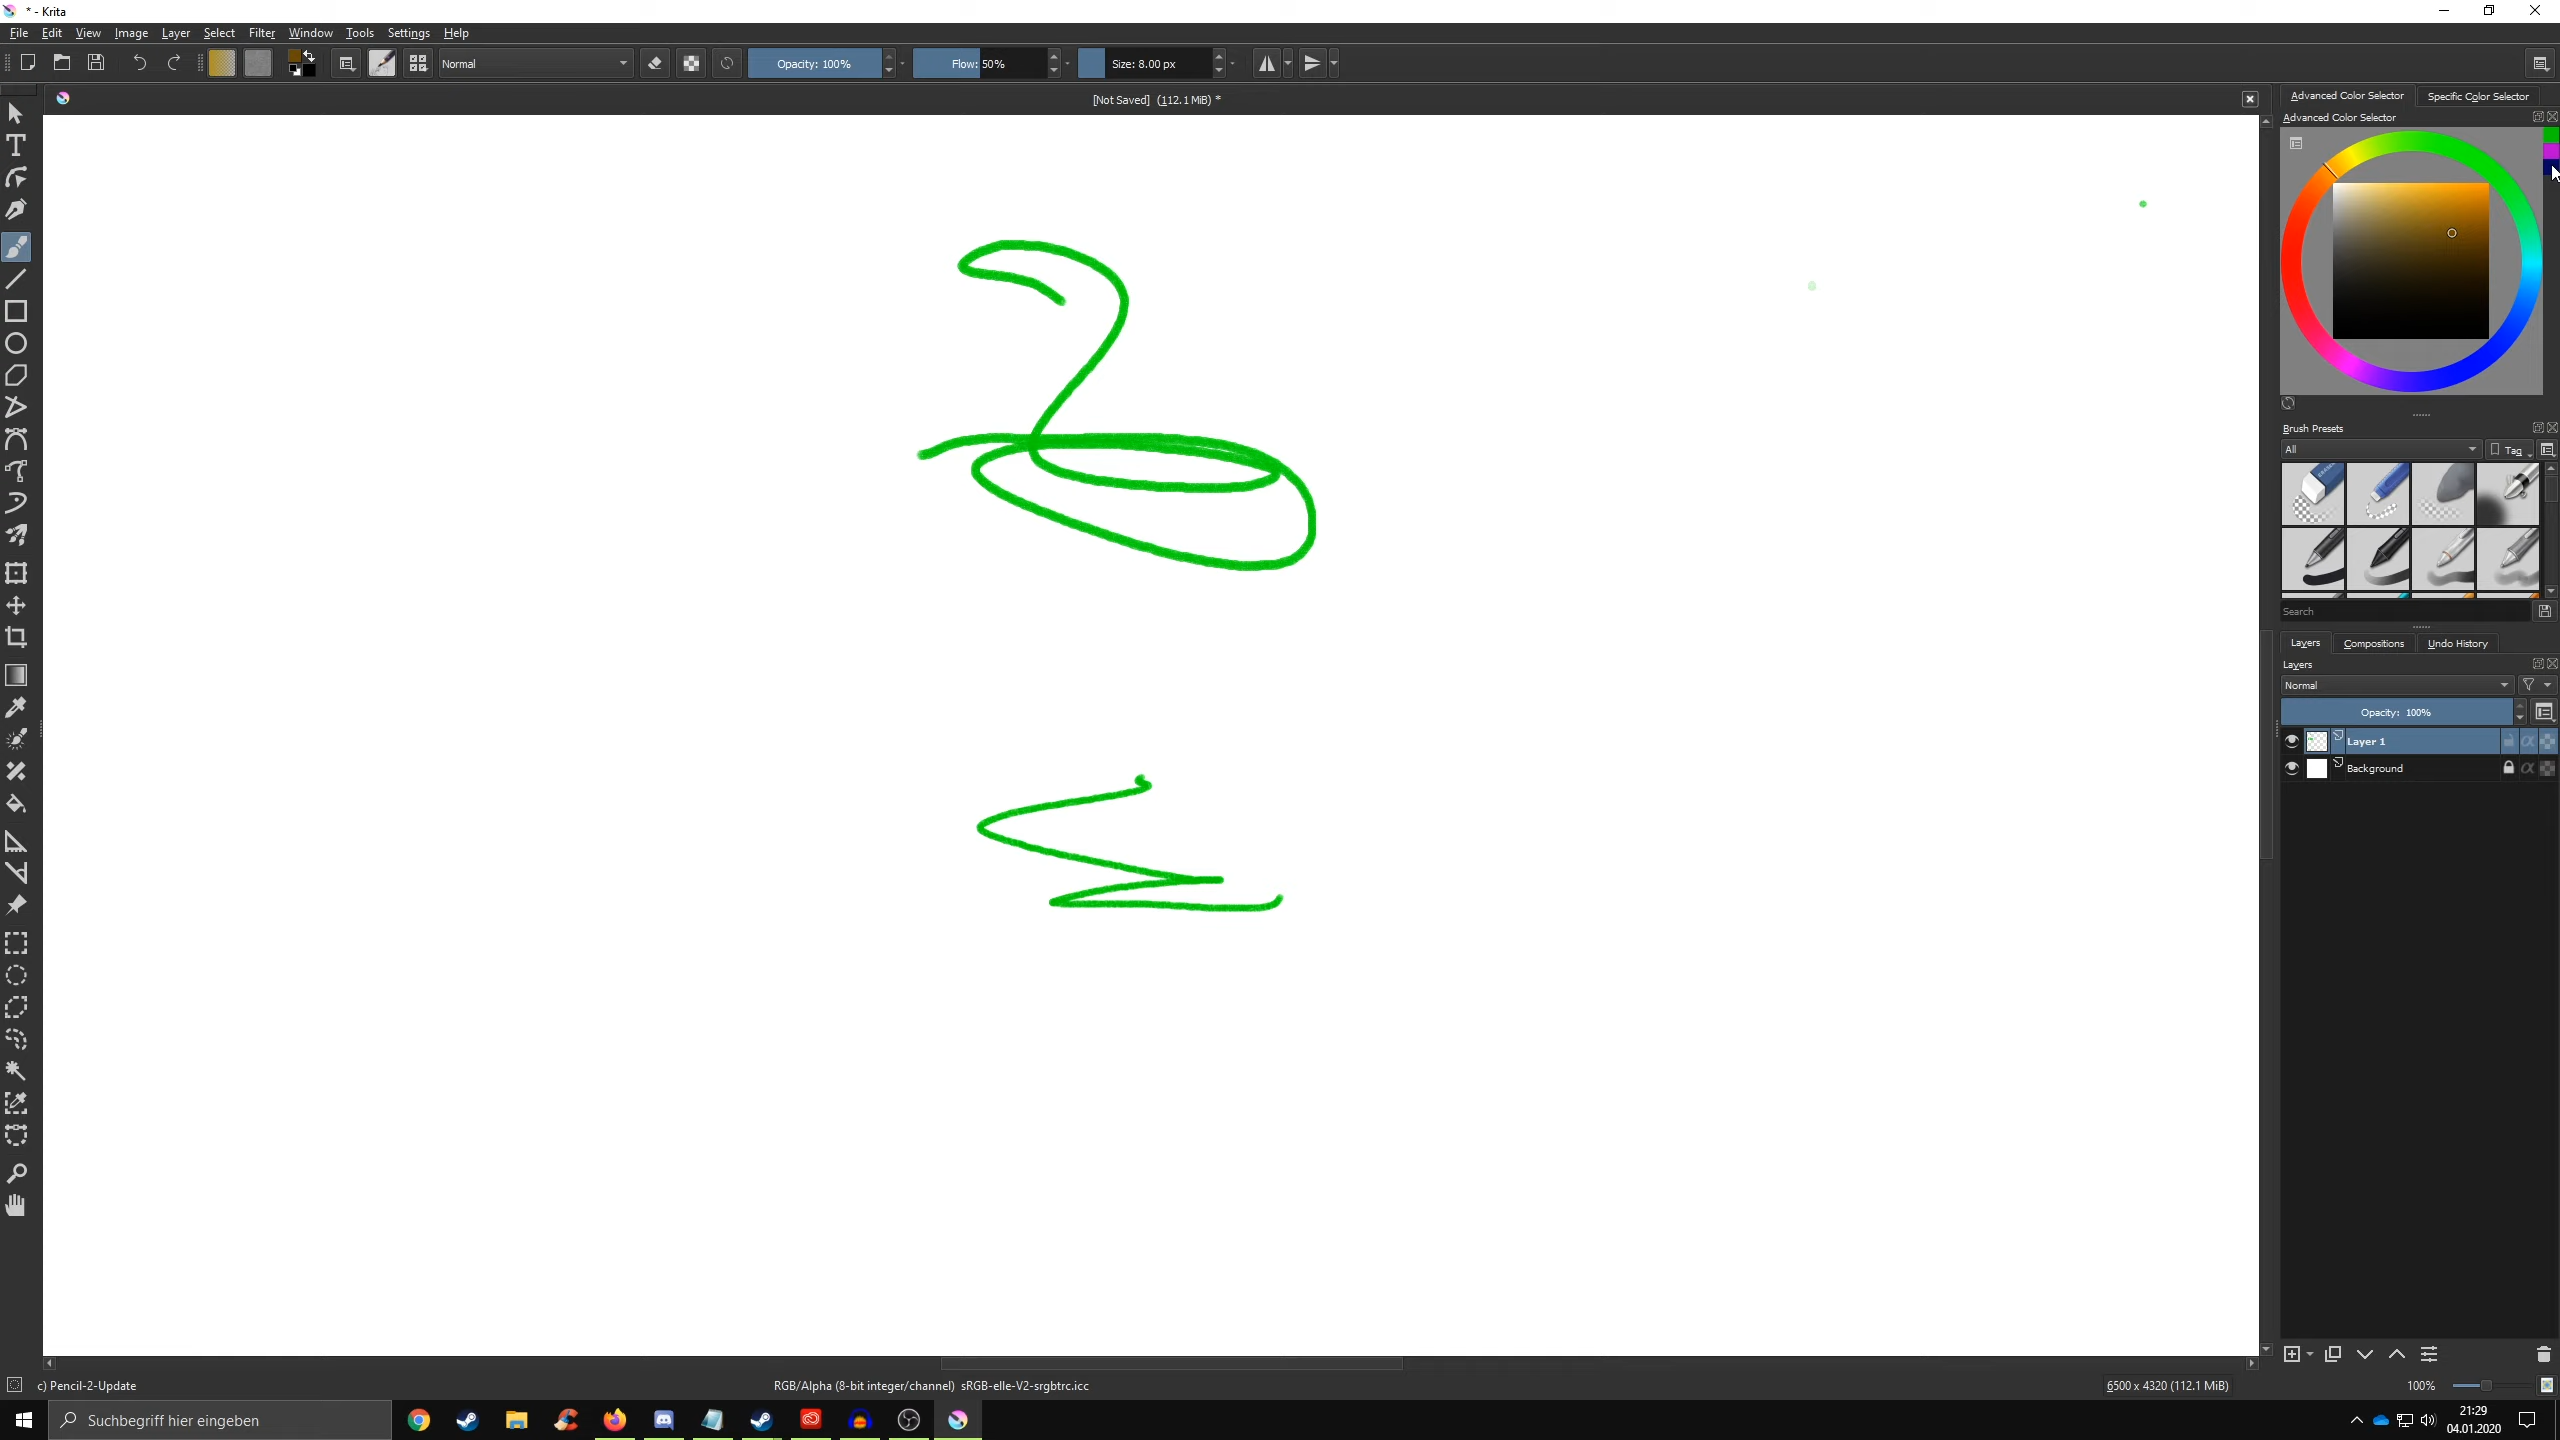 * - Krita
File Edit View Image Layer Select Filter Window Tools Settings Help
Normal Opacity: 100% Flow: 50% Size: 8.00 px
[Not Saved] (112.1 MiB) *
Advanced Color Selector Specific Color Selector
Advanced Color Selector
Brush Presets
All Tag
Search
Layers Compositions Undo History
Layers
Normal
Opacity: 100%
Layer 1
Background
c) Pencil-2-Update RGB/Alpha (8-bit integer/channel) sRGB-elle-V2-srgbtrc.icc 6500 x 4320 (112.1 MiB) 100%
Suchbegriff hier eingeben
21:29
04.01.2020